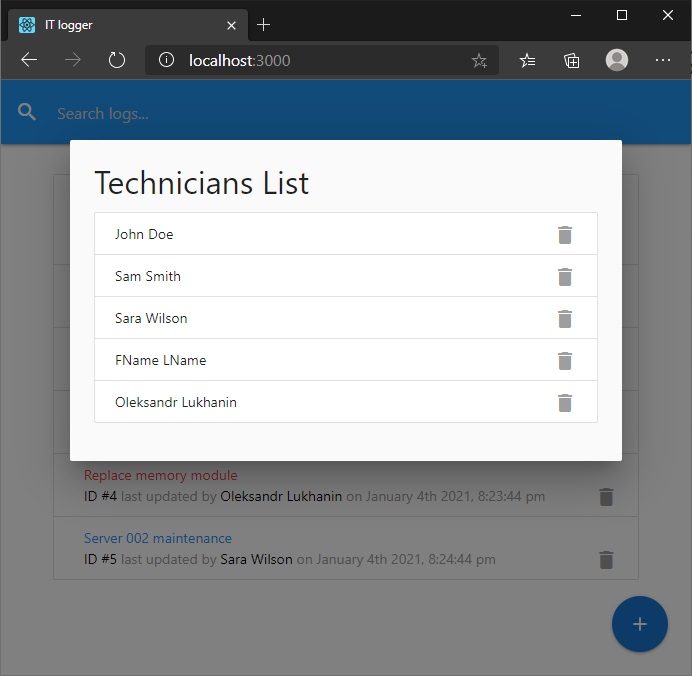 IT logger
localhost:3000
Search logs...
Technicians List
John Doe
Sam Smith
Sara Wilson
FName LName
Oleksandr Lukhanin
Replace memory module
ID #4 last updated by Oleksandr Lukhanin on January 4th 2021, 8:23:44 pm
Server 002 maintenance
ID #5 last updated by Sara Wilson on January 4th 2021, 8:24:44 pm